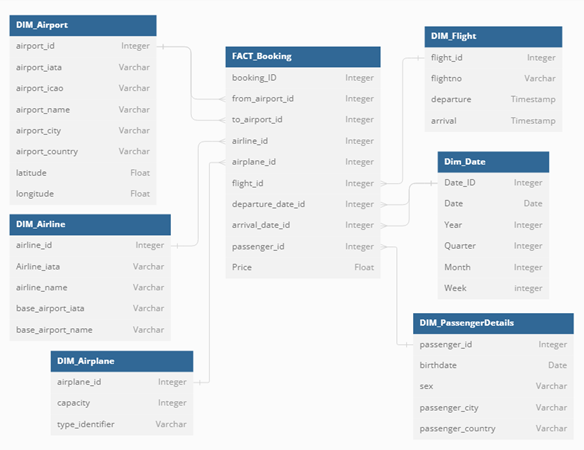 DIM_Airport
airport_id Integer
airport_iata Varchar
airport_icao Varchar
airport_name Varchar
airport_city Varchar
airport_country Varchar
latitude Float
longitude Float
DIM_Airline
airline_id Integer
Airline_iata Varchar
airline_name Varchar
base_airport_iata Varchar
base_airport_name Varchar
DIM_Airplane
airplane_id Integer
capacity Integer
type_identifier Varchar
FACT_Booking
booking_ID Integer
from_airport_id Integer
to_airport_id Integer
airline_id Integer
airplane_id Integer
flight_id Integer
departure_date_id Integer
arrival_date_id Integer
passenger_id Integer
Price Float
DIM_Flight
flight_id Integer
flightno Varchar
departure Timestamp
arrival Timestamp
Dim_Date
Date_ID Integer
Date Date
Year Integer
Quarter Integer
Month Integer
Week integer
DIM_PassengerDetails
passenger_id Integer
birthdate Date
sex Varchar
passenger_city Varchar
passenger_country Varchar